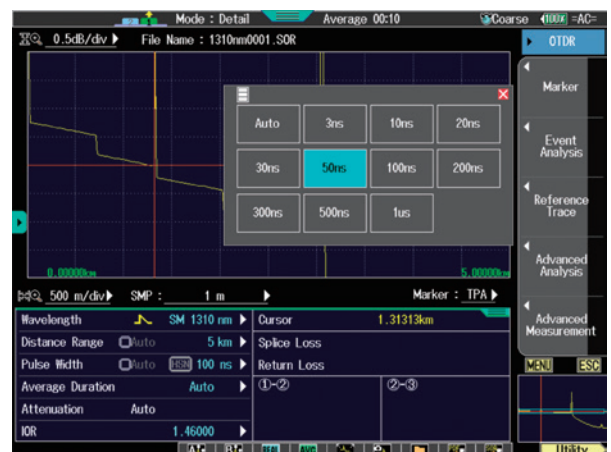 Mode : Detail Average 00:10 Coarse 100% =AC=
0.5dB/div File Name : 1310nm0001.SOR
OTDR
Marker
Event
Analysis
Reference
Trace
Advanced
Analysis
Advanced
Measurement
MENU ESC
Auto 3ns 10ns 20ns
30ns 50ns 100ns 200ns
300ns 500ns 1us
0.00000km 5.00000km
500 m/div SMP : 1 m Marker : TPA
Wavelength SM 1310 nm Cursor 1.31313km
Distance Range Auto 5 km Splice Loss
Pulse Width Auto HSN 100 ns Return Loss
Average Duration Auto ①-② ②-③
Attenuation Auto
IOR 1.46000
Utility